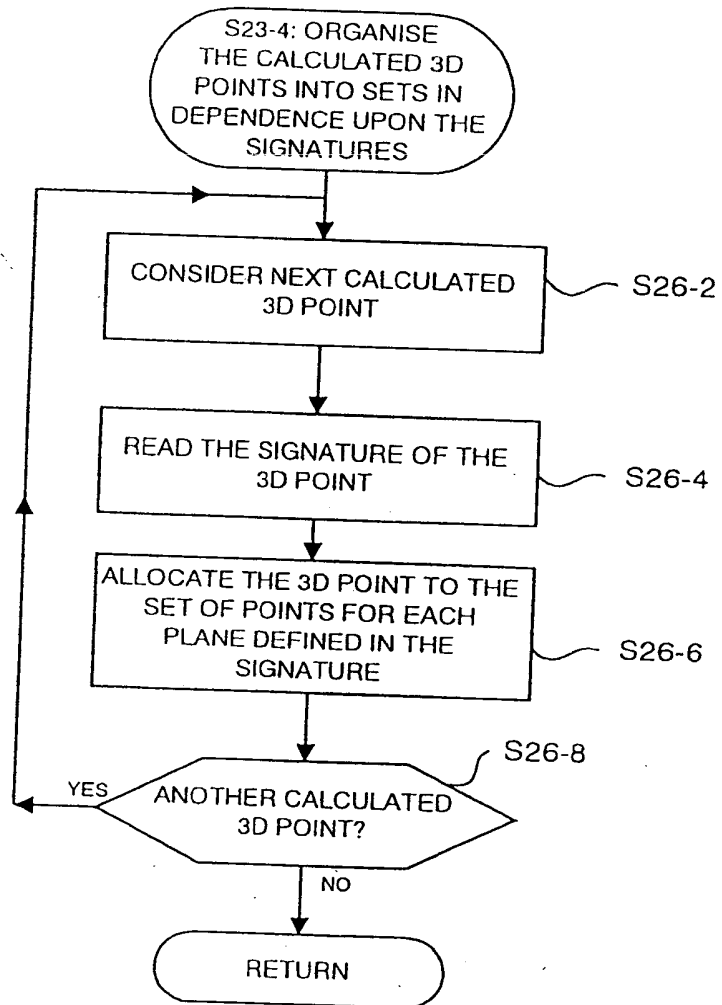 S23-4: ORGANISE
THE CALCULATED 3D
POINTS INTO SETS IN
DEPENDENCE UPON THE
SIGNATURES
CONSIDER NEXT CALCULATED
3D POINT
S26-2
READ THE SIGNATURE OF THE
3D POINT
S26-4
ALLOCATE THE 3D POINT TO THE
SET OF POINTS FOR EACH
PLANE DEFINED IN THE
SIGNATURE
S26-6
S26-8
YES
ANOTHER CALCULATED
3D POINT?
NO
RETURN